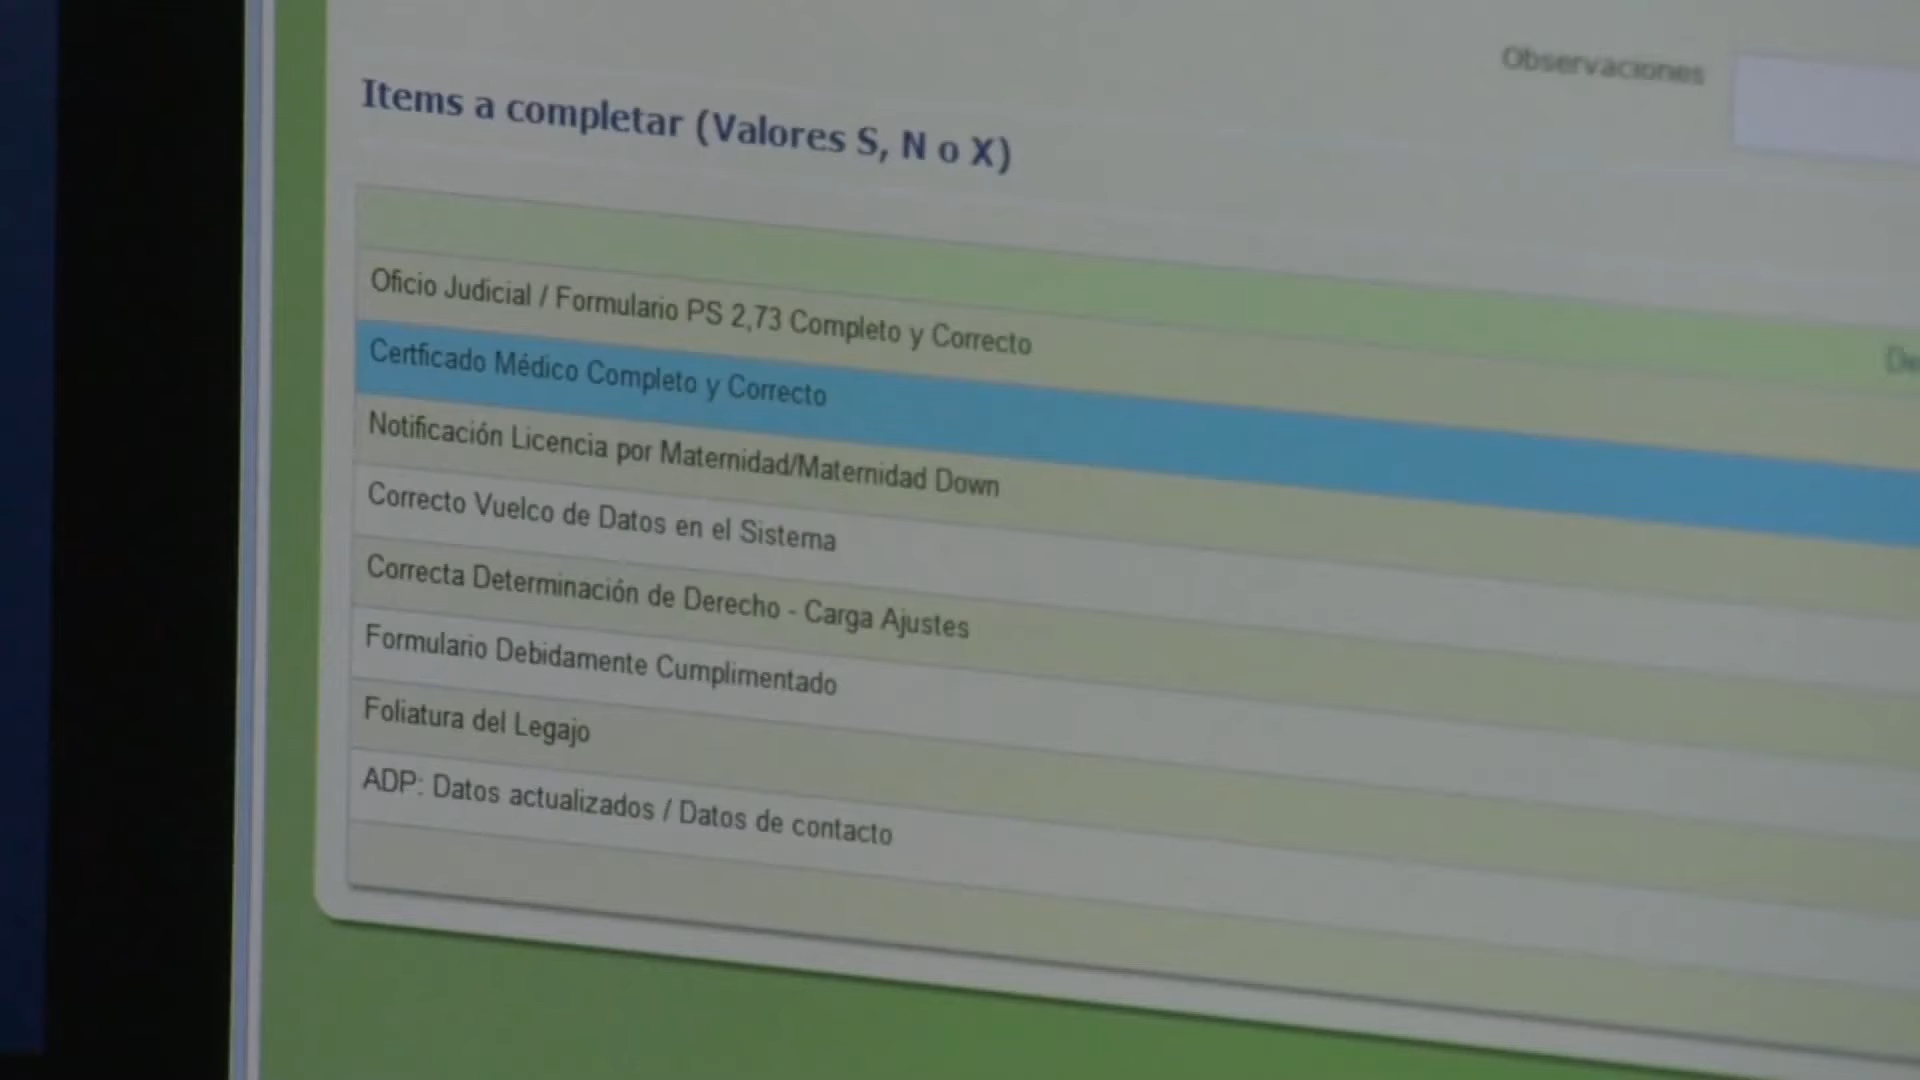 Observaciones
Items a completar (Valores S, N o X)
Oficio Judicial / Formulario PS 2,73 Completo y Correcto
Certficado Médico Completo y Correcto
Notificación Licencia por Maternidad/Maternidad Down
Correcto Vuelco de Datos en el Sistema
Correcta Determinación de Derecho - Carga Ajustes
Formulario Debidamente Cumplimentado
Foliatura del Legajo
ADP: Datos actualizados / Datos de contacto